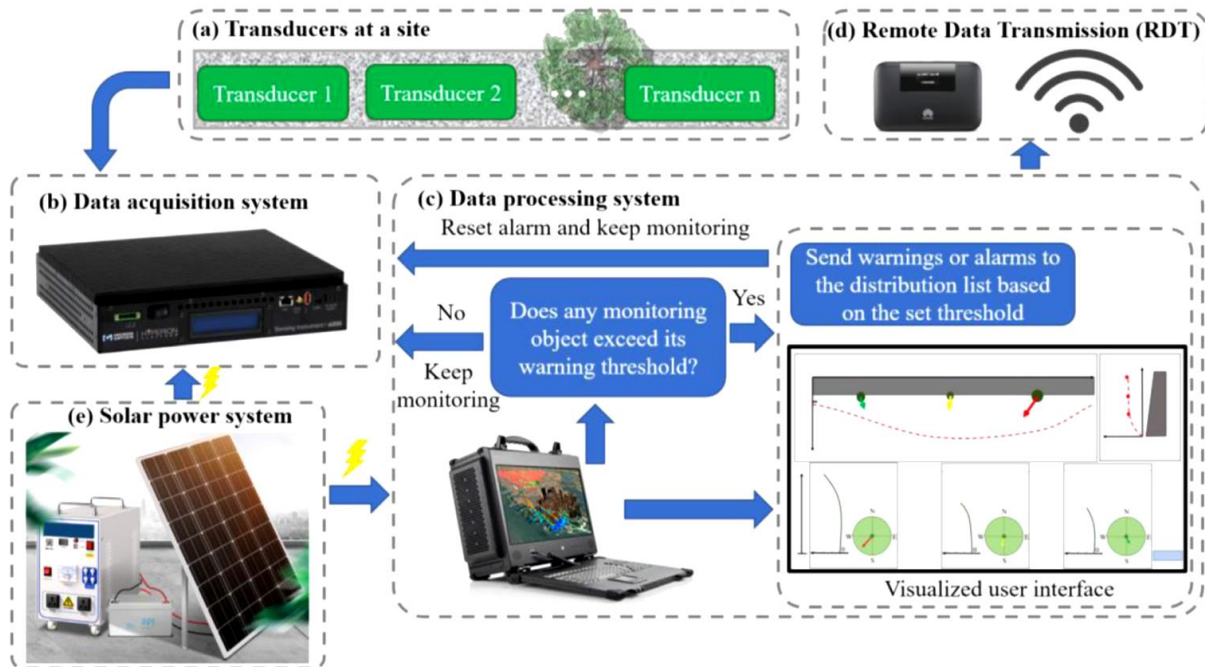 (a) Transducers at a site
Transducer 1
Transducer 2
...
Transducer n
(d) Remote Data Transmission (RDT)
(b) Data acquisition system
(c) Data processing system
Reset alarm and keep monitoring
Send warnings or alarms to
the distribution list based
on the set threshold
Does any monitoring
object exceed its
warning threshold?
Yes
No
Keep
monitoring
(e) Solar power system
Visualized user interface